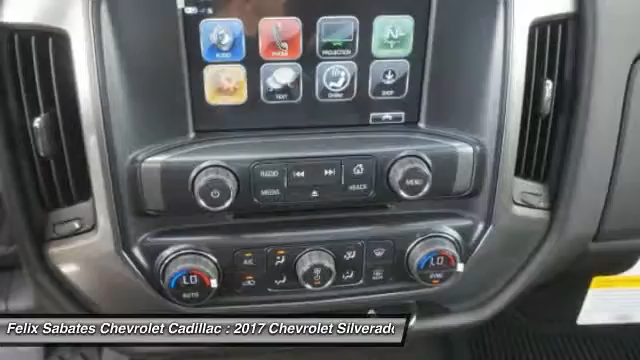 AUDIO PHONE PROJECTION
TEXT SHOP
RADIO
MENU
MEDIA
BACK
LO
LO
A/C
AUTO
SYNC
Felix Sabates Chevrolet Cadillac : 2017 Chevrolet Silverado